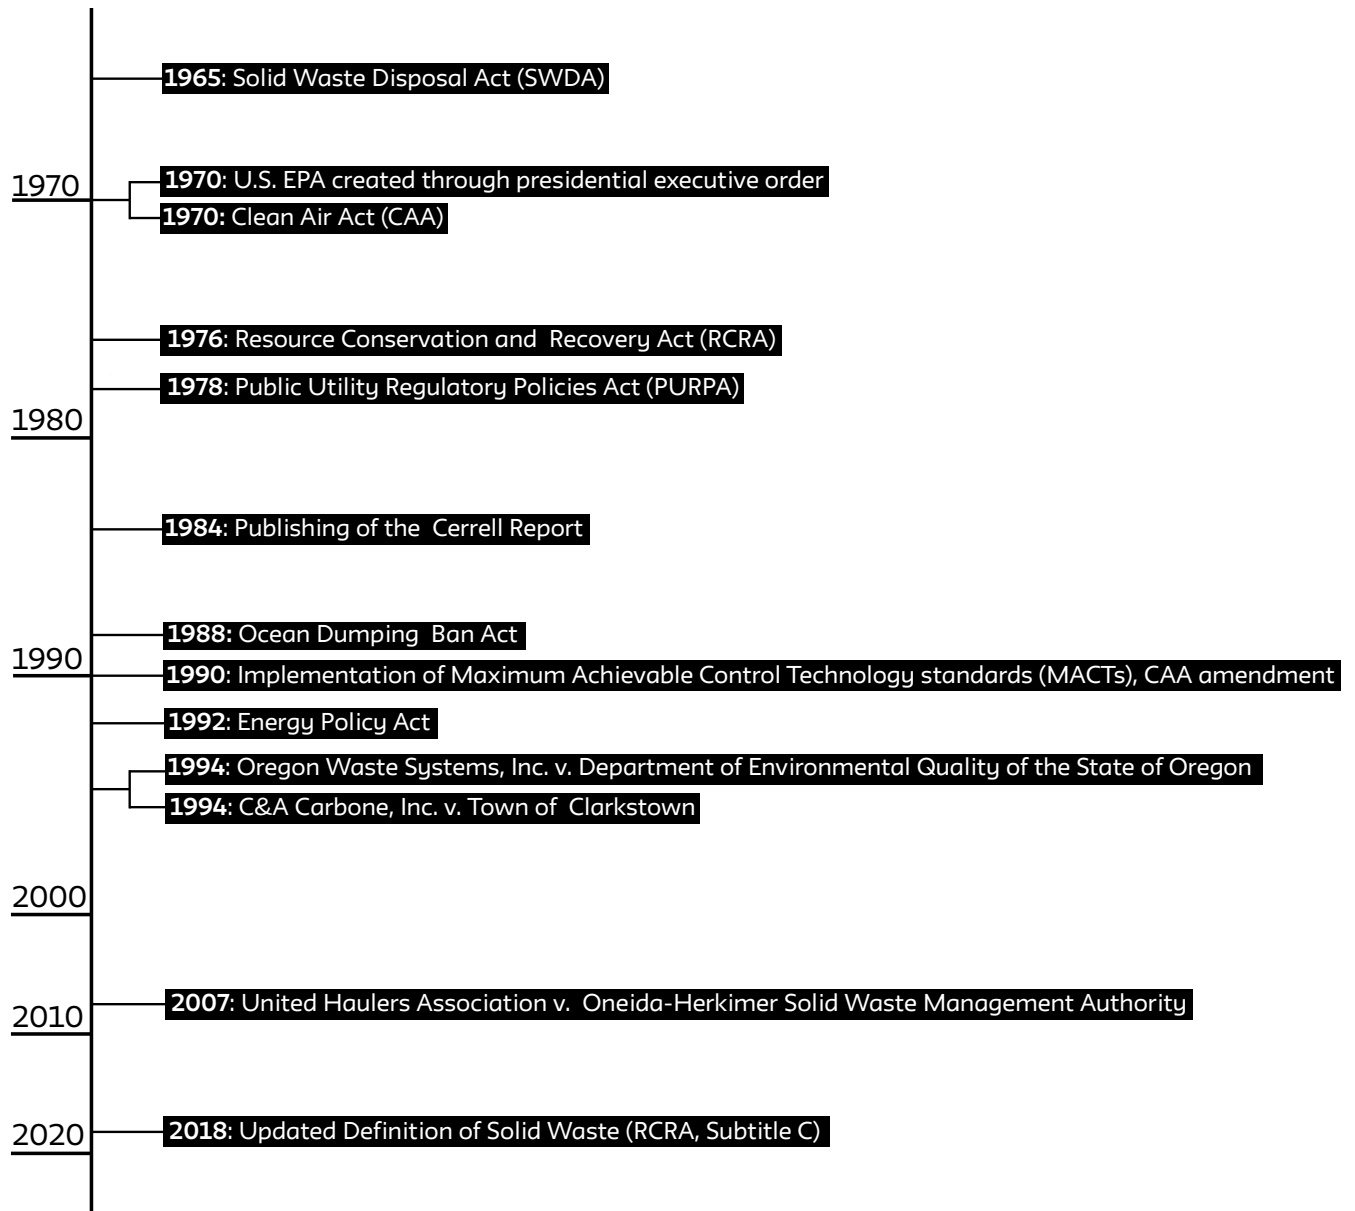 1965: Solid Waste Disposal Act (SWDA)
1970
1970: U.S. EPA created through presidential executive order
1970: Clean Air Act (CAA)
1976: Resource Conservation and Recovery Act (RCRA)
1978: Public Utility Regulatory Policies Act (PURPA)
1980
1984: Publishing of the Cerrell Report
1988: Ocean Dumping Ban Act
1990
1990: Implementation of Maximum Achievable Control Technology standards (MACTs), CAA amendment
1992: Energy Policy Act
1994: Oregon Waste Systems, Inc. v. Department of Environmental Quality of the State of Oregon
1994: C&A Carbone, Inc. v. Town of Clarkstown
2000
2007: United Haulers Association v. Oneida-Herkimer Solid Waste Management Authority
2010
2018: Updated Definition of Solid Waste (RCRA, Subtitle C)
2020